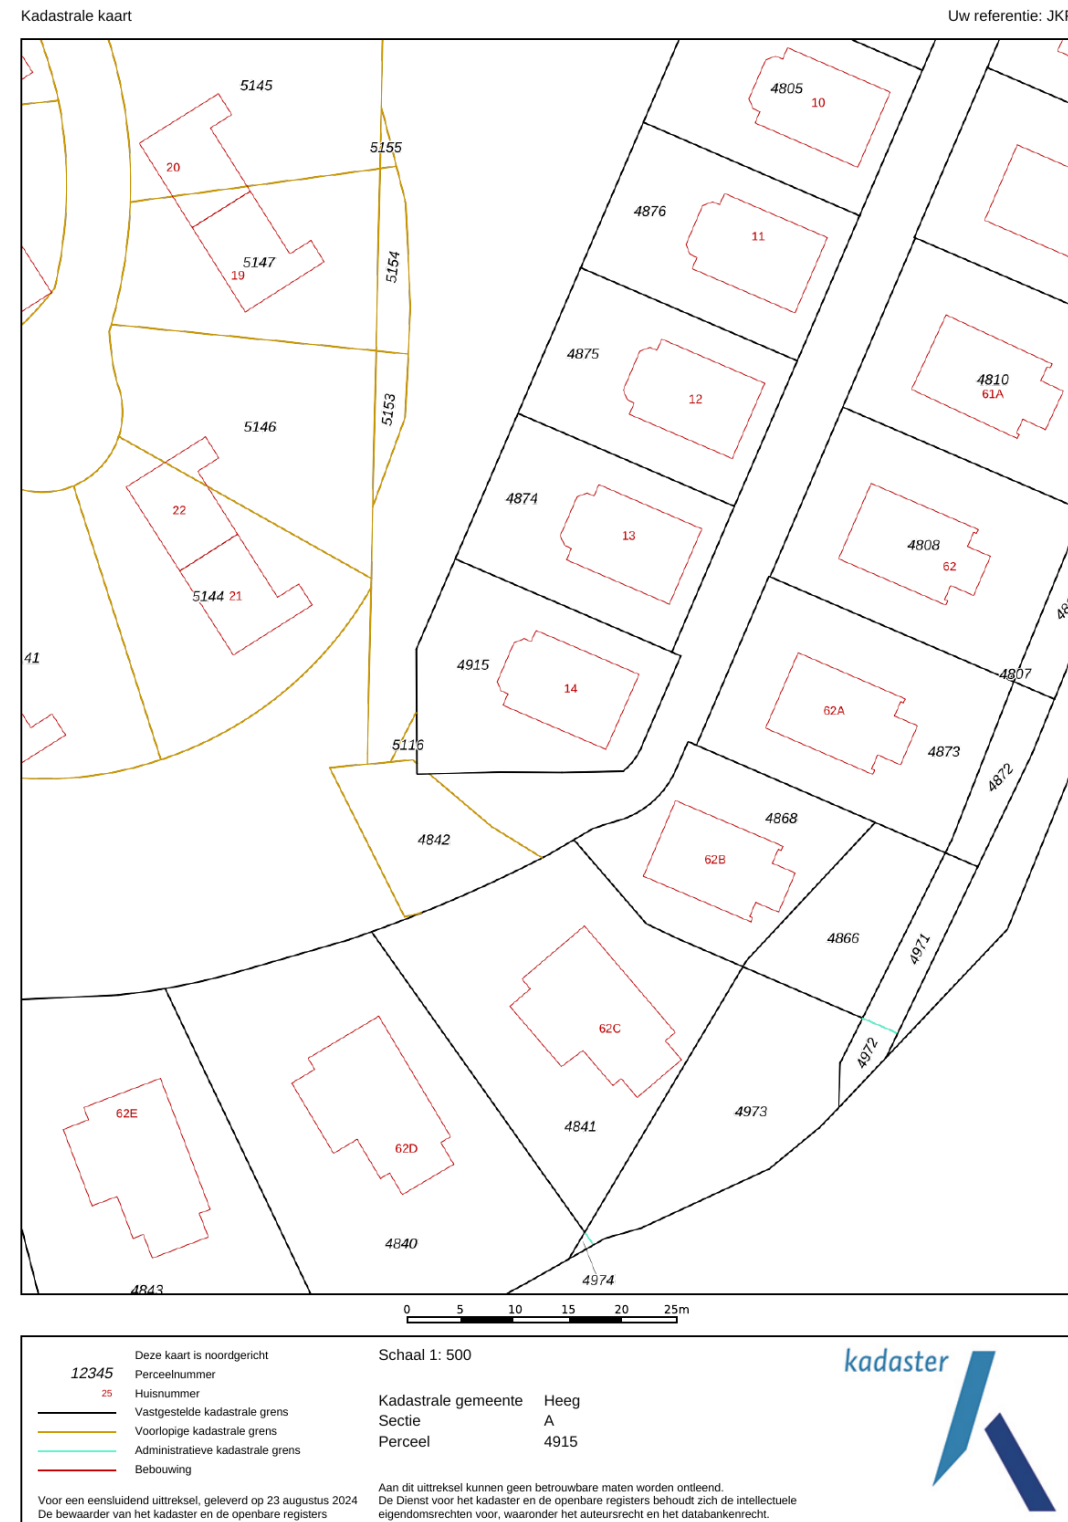 Kadastrale kaart
Uw referentie: JK
5145
4805
10
5155
20
4876
11
5147
19
5154
4875
12
4810
61A
5153
5146
4874
13
22
4808
62
5144
21
41
4915
14
4807
62A
4873
4872
5116
4842
4868
62B
4866
4971
62C
4972
4973
4841
62E
62D
4840
4974
4843
0 5 10 15 20 25m
Deze kaart is noordgericht
12345 Perceelnummer
25 Huisnummer
Vastgestelde kadastrale grens
Voorlopige kadastrale grens
Administratieve kadastrale grens
Bebouwing
Voor een eensluidend uittreksel, geleverd op 23 augustus 2024
De bewaarder van het kadaster en de openbare registers
Schaal 1: 500
Kadastrale gemeente Heeg
Sectie A
Perceel 4915
Aan dit uittreksel kunnen geen betrouwbare maten worden ontleend.
De Dienst voor het kadaster en de openbare registers behoudt zich de intellectuele
eigendomsrechten voor, waaronder het auteursrecht en het databankenrecht.
kadaster